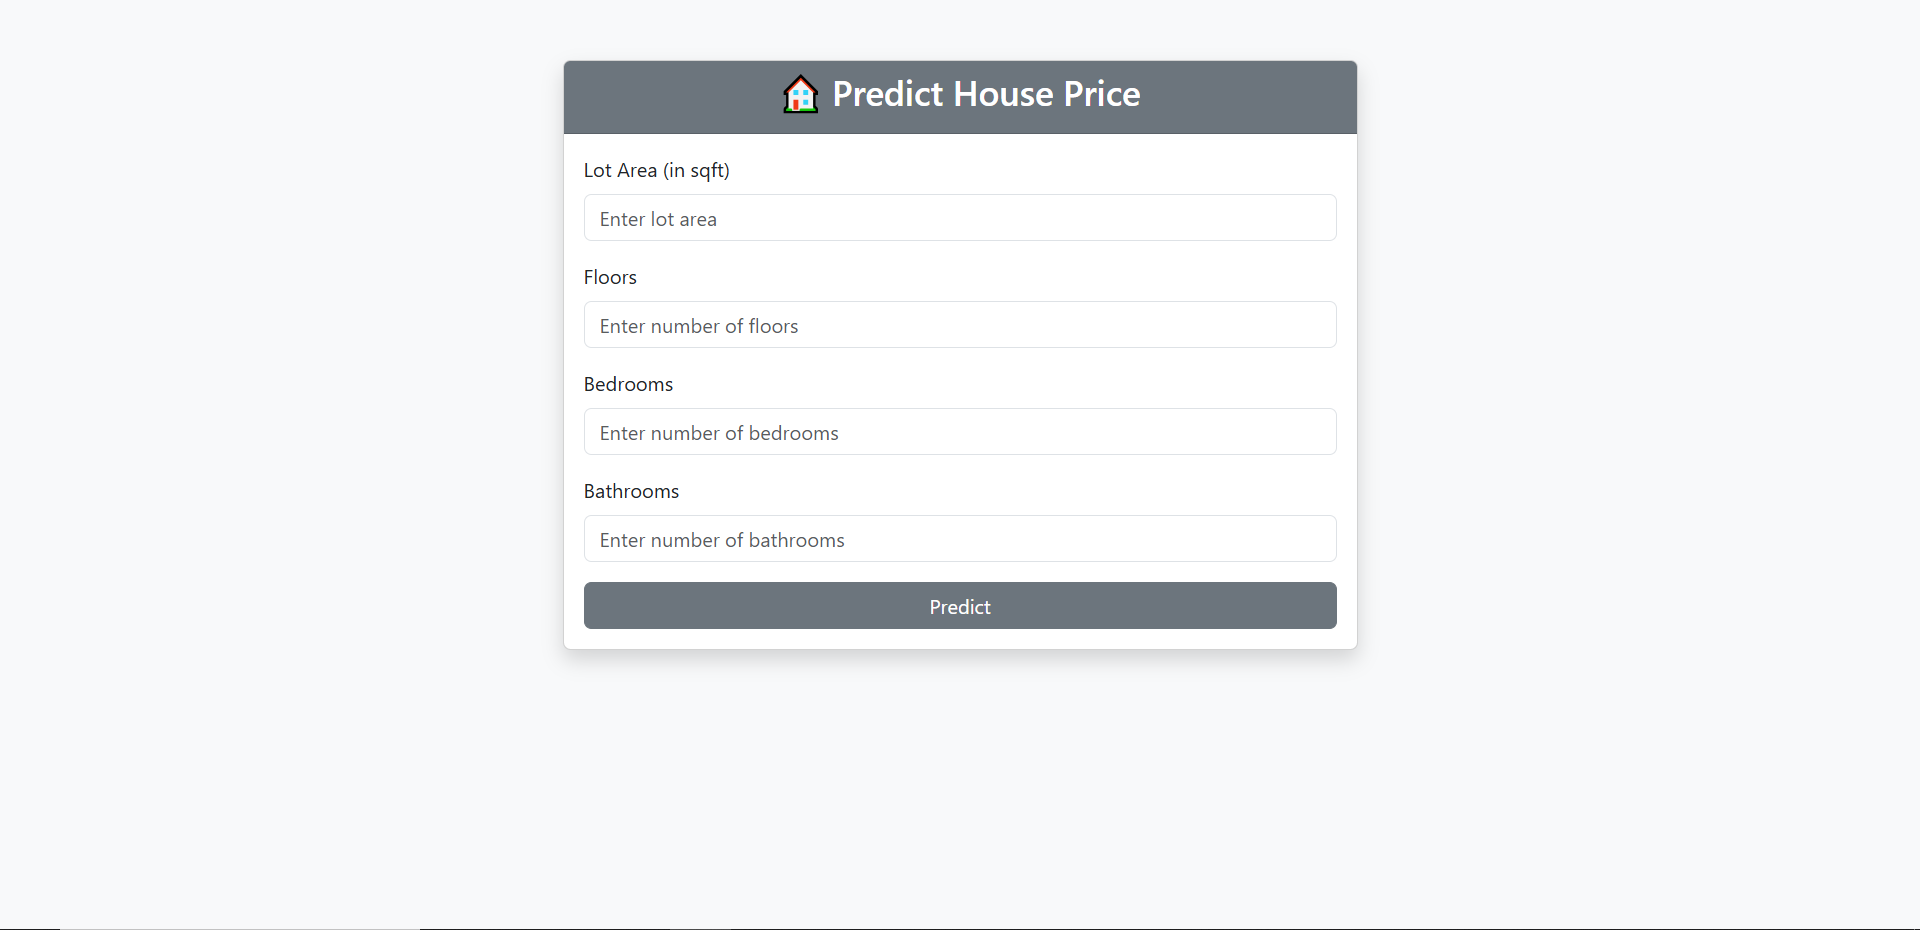 Predict House Price
Lot Area (in sqft)
Enter lot area
Floors
Enter number of floors
Bedrooms
Enter number of bedrooms
Bathrooms
Enter number of bathrooms
Predict